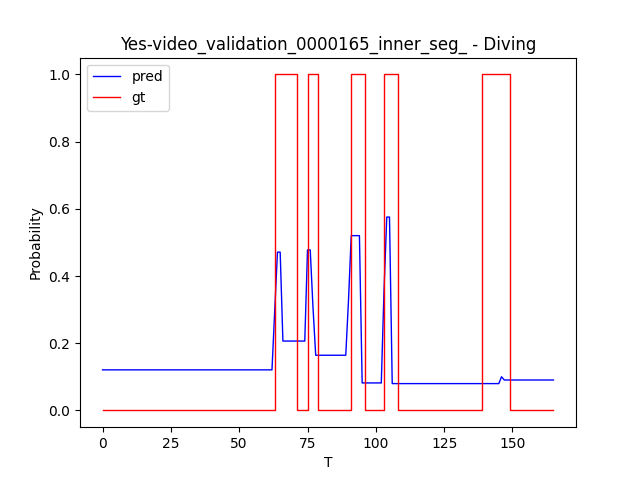 Yes-video_validation_0000165_inner_seg_ - Diving
pred
gt
1.0
0.8
0.6
0.4
0.2
0.0
Probability
0 25 50 75 100 125 150
T